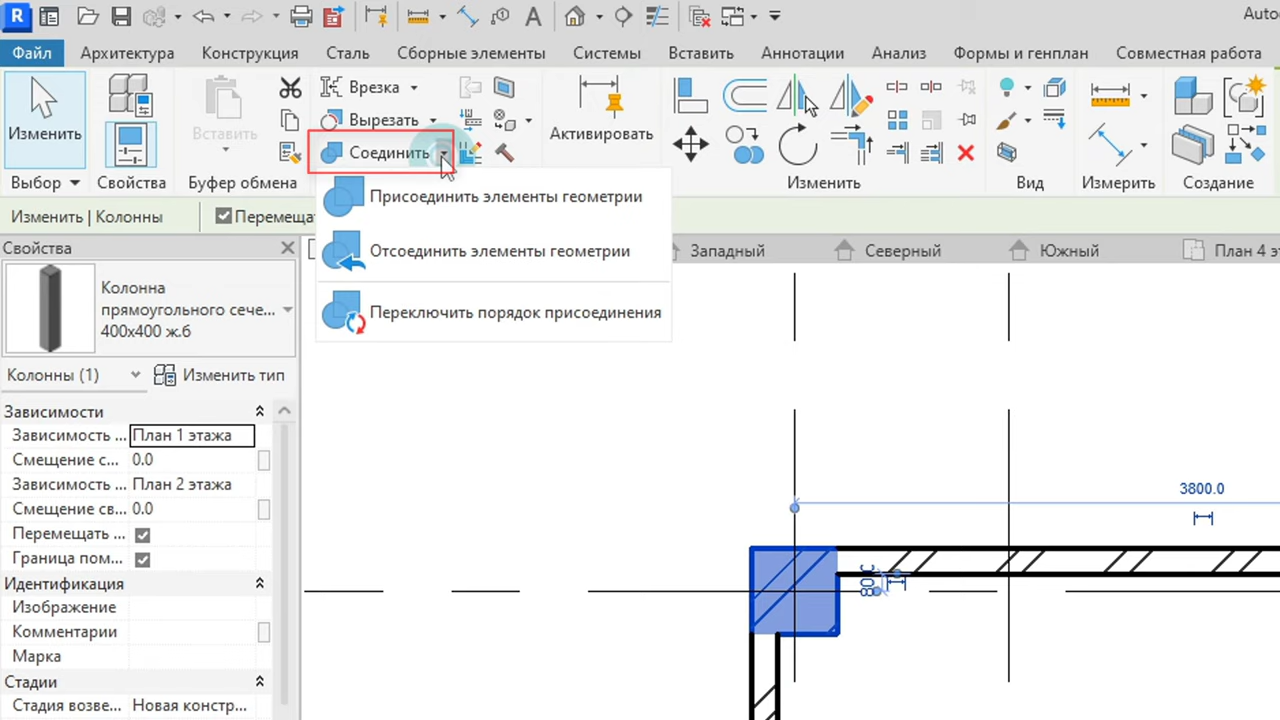 R
A
Auto
Файл Архитектура Конструкция Сталь Сборные элементы Системы Вставить Аннотации Анализ Формы и генплан Совместная работа
Изменить
Вставить
Врезка
Вырезать
Соединить
Активировать
Выбор Свойства Буфер обмена Изменить Вид Измерить Создание
Изменить | Колонны Перемещат
Присоединить элементы геометрии
Отсоединить элементы геометрии
Переключить порядок присоединения
Свойства
Западный Северный Южный План 4 э
Колонна
прямоугольного сече...
400x400 ж.б
Колонны (1) Изменить тип
Зависимости
Зависимость ... План 1 этажа
Смещение с... 0.0
Зависимость ... План 2 этажа
Смещение св... 0.0
Перемещать ...
Граница пом...
Идентификация
Изображение
Комментарии
Марка
Стадии
Стадия возве... Новая констр...
3800.0